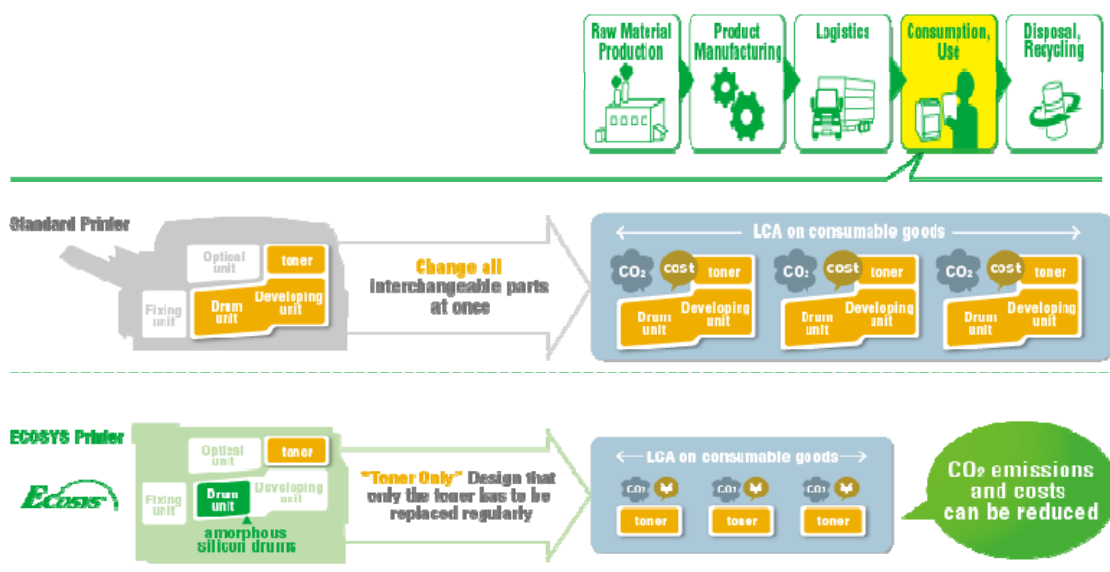 Raw Material
Production
Product
Manufacturing
Logistics
Consumption,
Use
Disposal,
Recycling
Standard Printer
Optical
unit
toner
Fixing
unit
Drum
unit
Developing
unit
Change all
interchangeable parts
at once
LCA on consumable goods
CO₂
cost
toner
Drum
unit
Developing
unit
CO₂
cost
toner
Drum
unit
Developing
unit
CO₂
cost
toner
Drum
unit
Developing
unit
ECOSYS Printer
ECOSYS
Optical
unit
toner
Fixing
unit
Drum
unit
Developing
unit
amorphous
silicon drums
"Toner Only" Design that
only the toner has to be
replaced regularly
LCA on consumable goods
CO₂
¥
toner
CO₂
¥
toner
CO₂
¥
toner
CO₂ emissions
and costs
can be reduced